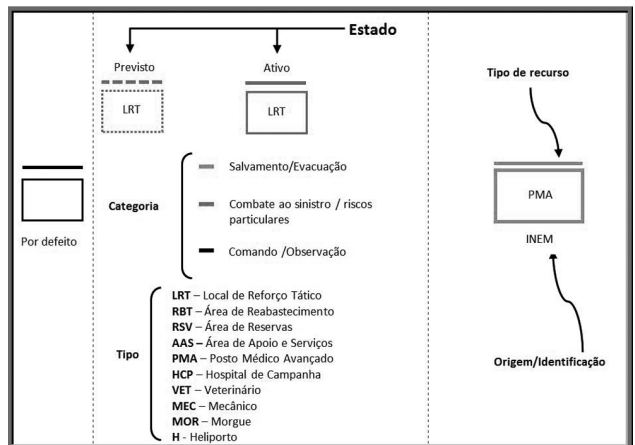 Estado
Previsto
Ativo
LRT
LRT
Por defeito
Categoria
Salvamento/Evacuação
Combate ao sinistro / riscos
particulares
Comando /Observação
Tipo
LRT – Local de Reforço Tático
RBT – Área de Reabastecimento
RSV – Área de Reservas
AAS – Área de Apoio e Serviços
PMA – Posto Médico Avançado
HCP – Hospital de Campanha
VET – Veterinário
MEC – Mecânico
MOR – Morgue
H - Heliporto
Tipo de recurso
PMA
INEM
Origem/Identificação